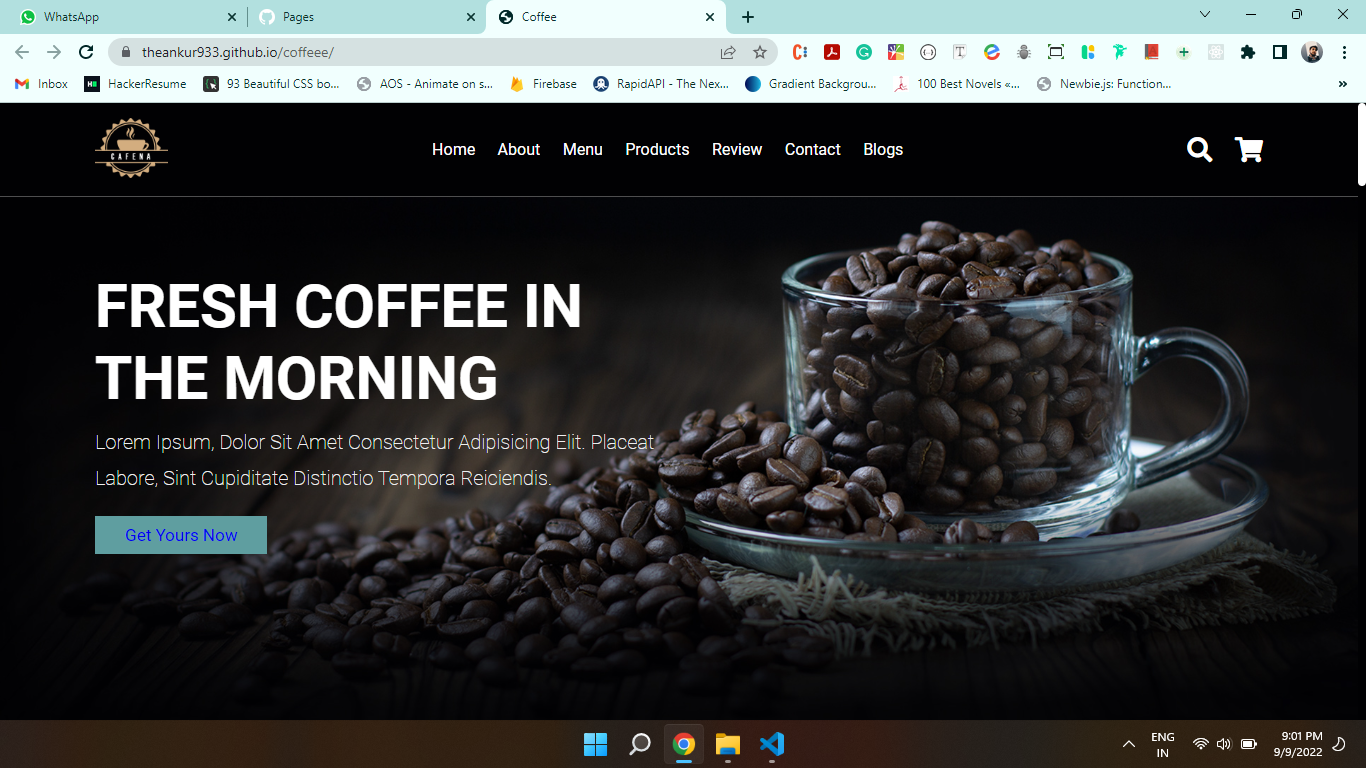 WhatsApp
Pages
Coffee
theankur933.github.io/coffeee/
Inbox
HackerResume
93 Beautiful CSS bo...
AOS - Animate on s...
Firebase
RapidAPI - The Nex...
Gradient Backgrou...
100 Best Novels «...
Newbie.js: Function...
»
CAFENA
Home About Menu Products Review Contact Blogs
FRESH COFFEE IN
THE MORNING
Lorem Ipsum, Dolor Sit Amet Consectetur Adipisicing Elit. Placeat
Labore, Sint Cupiditate Distinctio Tempora Reiciendis.
Get Yours Now
ENG
IN
9:01 PM
9/9/2022